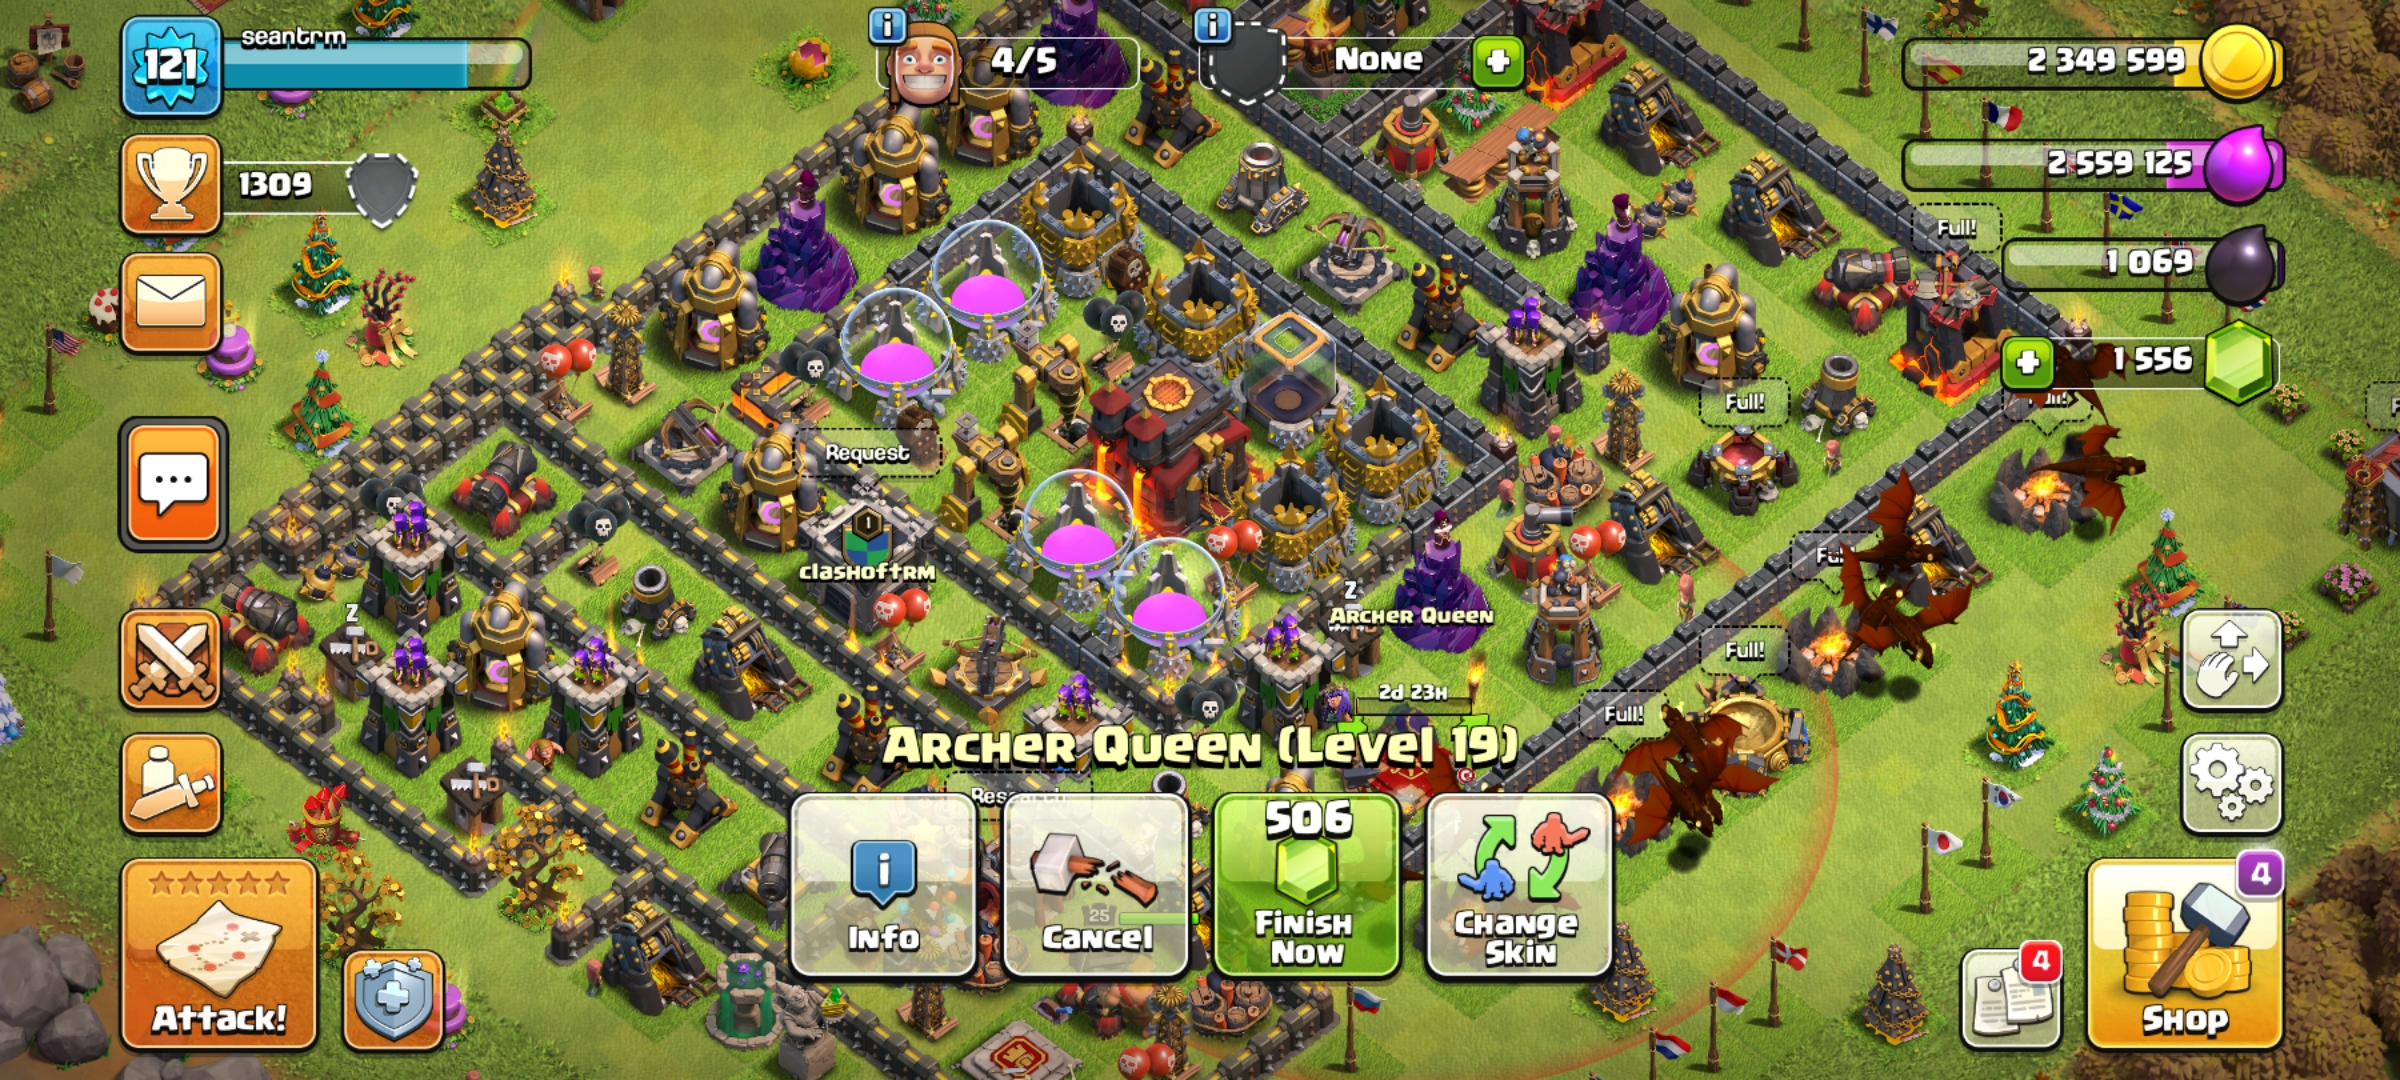 121
seantrm
4/5
None
2 349 599
1309
2 559 125
Full!
1 069
1 556
Full!
Request
1
clashoftrm
Z
Archer Queen
Z
Full!
2d 23h
Full!
Archer Queen (Level 19)
506
Info
25
Cancel
Finish
Now
Change
Skin
4
4
Attack!
Shop